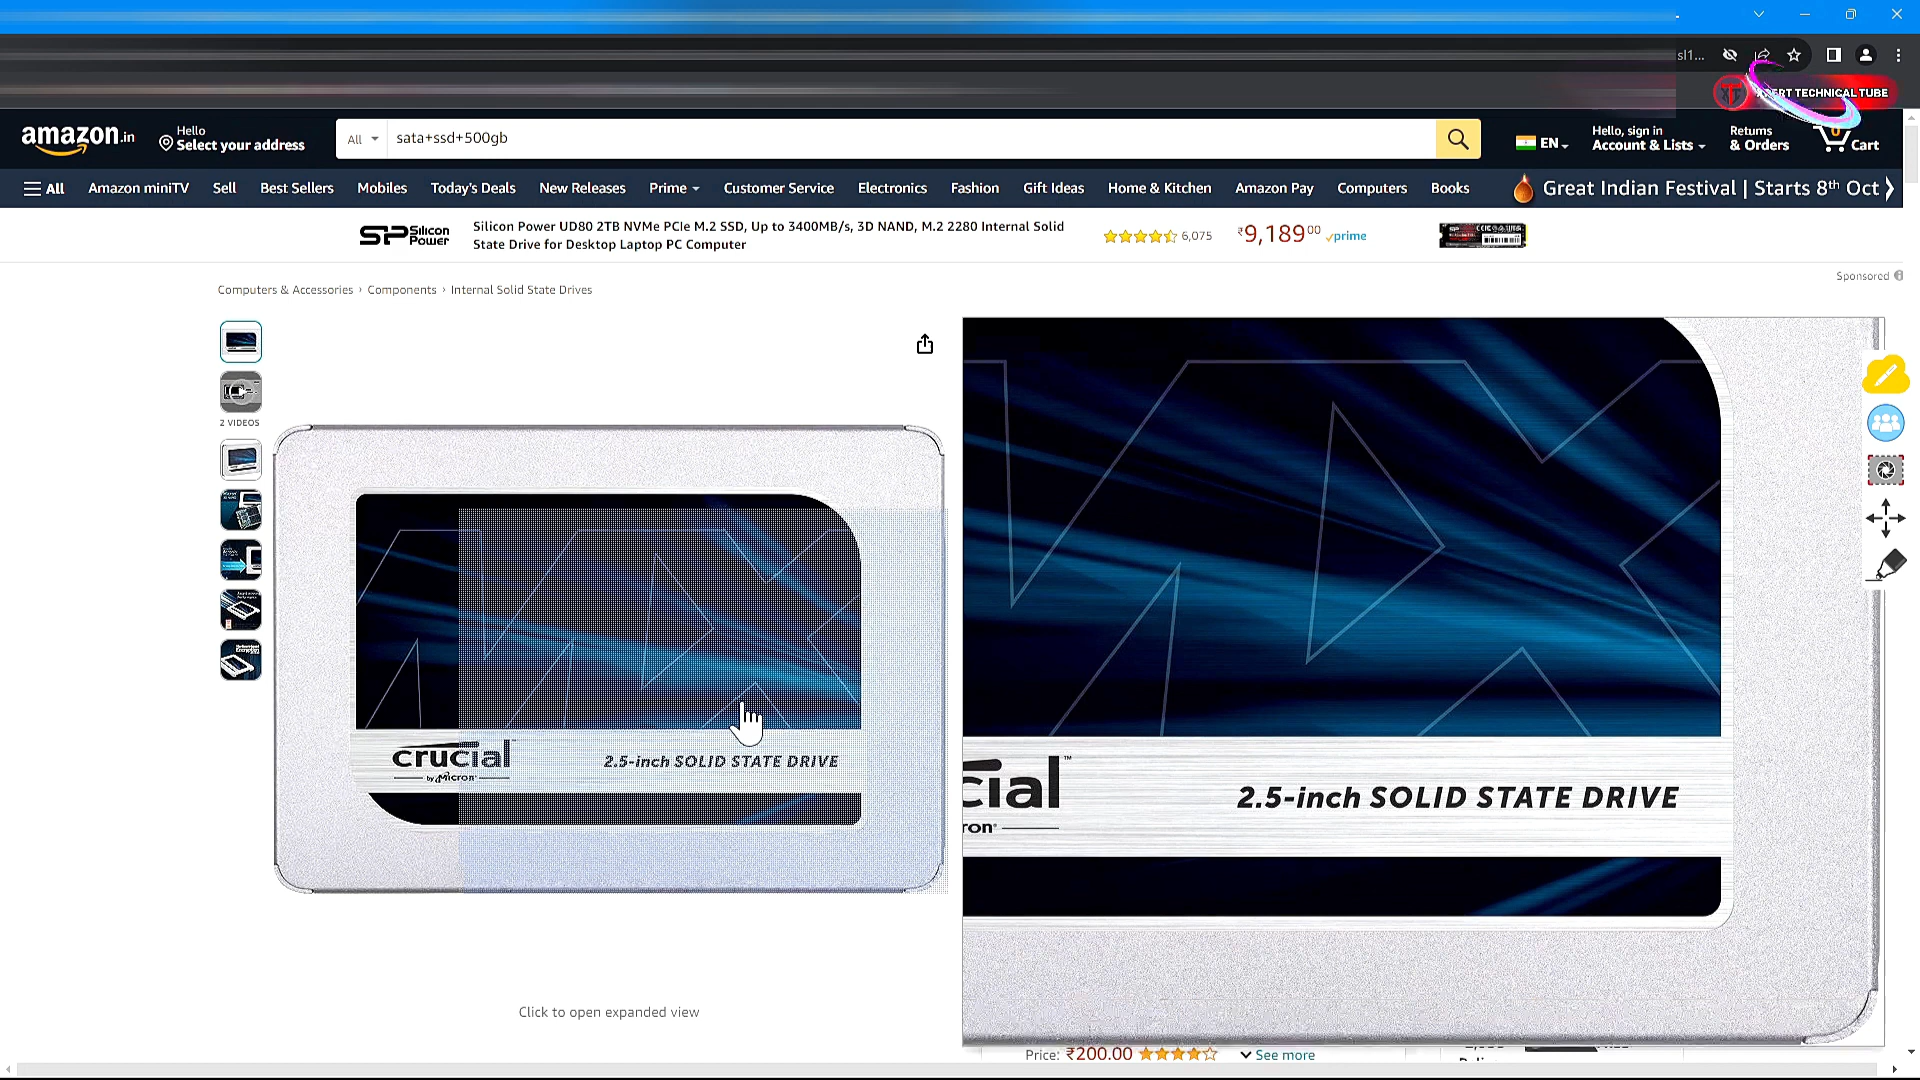 sl1...
XPERT TECHNICAL TUBE
amazon.in
Hello
Select your address
All
sata+ssd+500gb
EN
Hello, sign in
Account & Lists
Returns
& Orders
0
Cart
All
Amazon miniTV
Sell
Best Sellers
Mobiles
Today's Deals
New Releases
Prime
Customer Service
Electronics
Fashion
Gift Ideas
Home & Kitchen
Amazon Pay
Computers
Books
Great Indian Festival | Starts 8th Oct
SP Silicon Power
Silicon Power UD80 2TB NVMe PCIe M.2 SSD, Up to 3400MB/s, 3D NAND, M.2 2280 Internal Solid
State Drive for Desktop Laptop PC Computer
6,075
₹9,18900
prime
Sponsored
Computers & Accessories › Components › Internal Solid State Drives
2 VIDEOS
crucial
by Micron
2.5-inch SOLID STATE DRIVE
cial™
ron®
2.5-inch SOLID STATE DRIVE
Click to open expanded view
Price: ₹200.00
See more